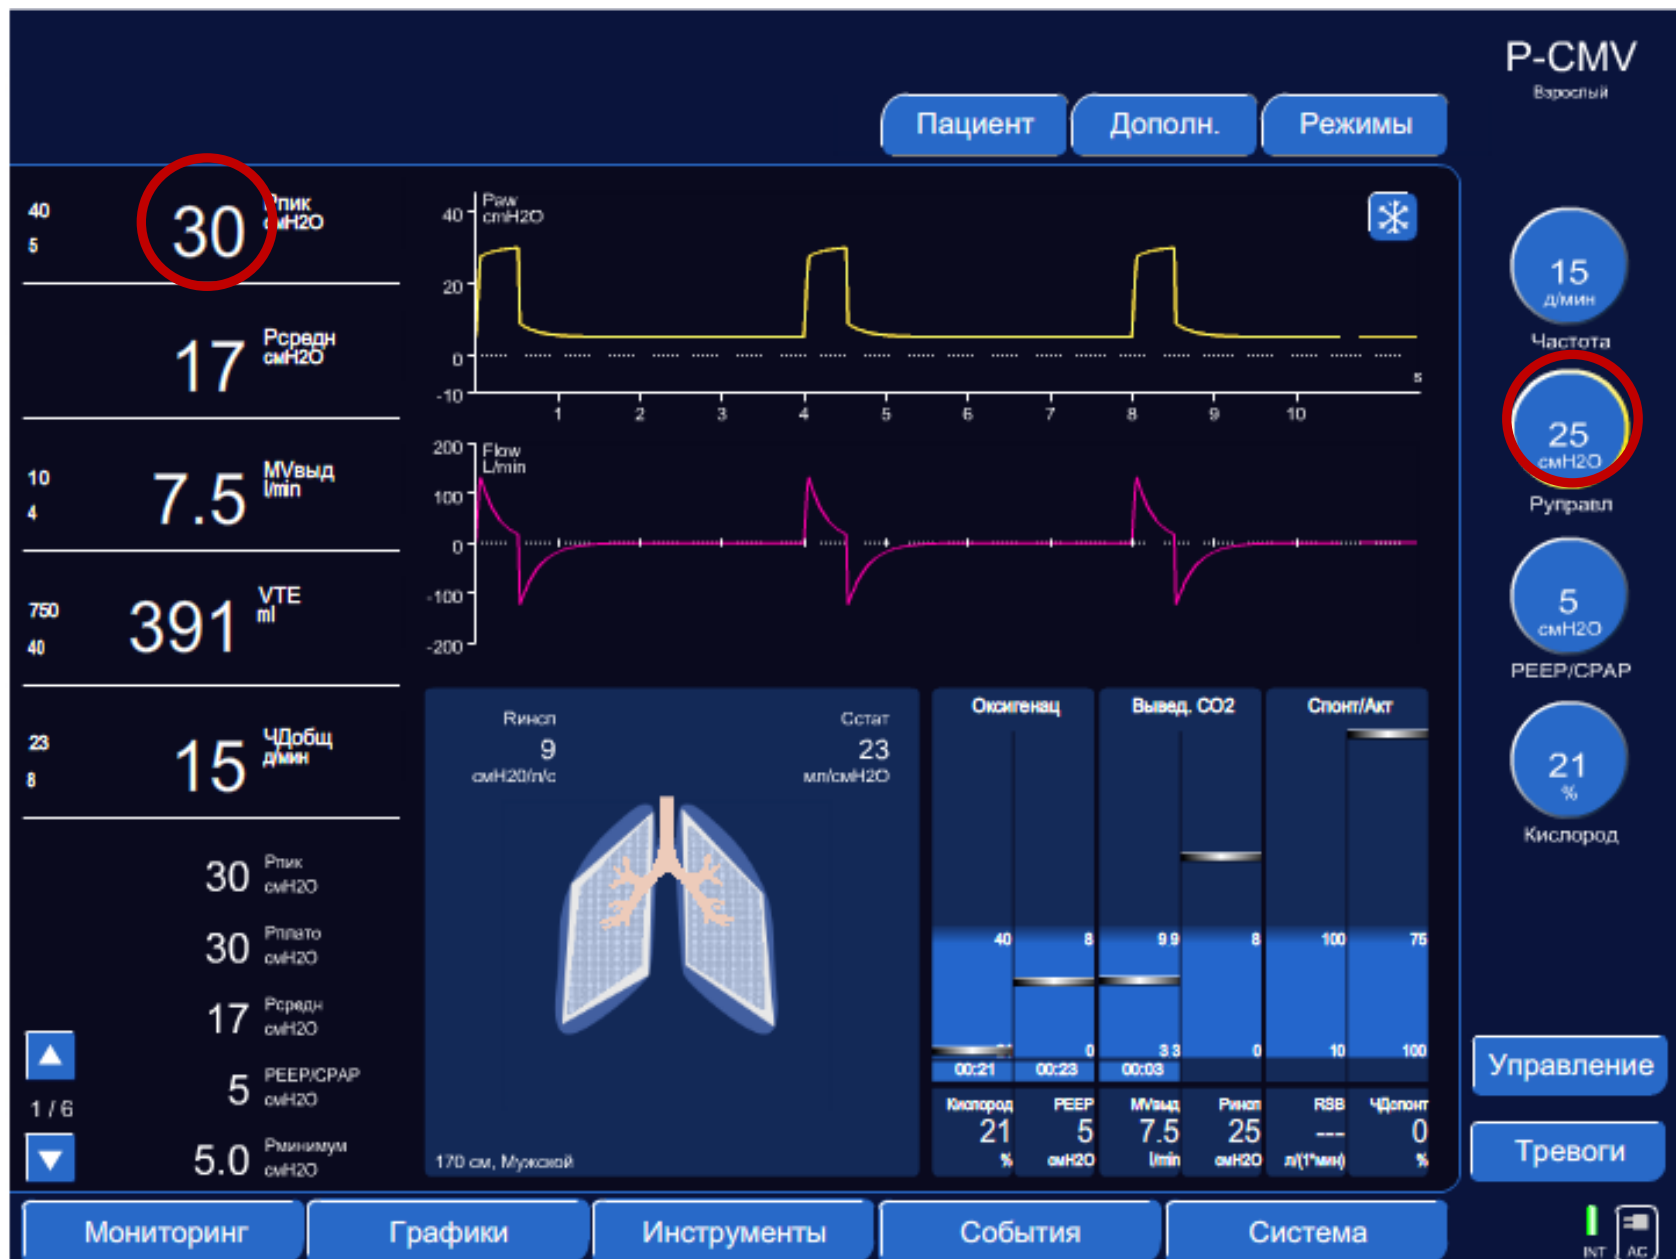 P-CMV
Взрослый
Пациент
Дополн.
Режимы
40
5
30
Pпик
смH2O
17
Pсредн
смH2O
10
4
7.5
MVвыд
l/min
750
40
391
VTE
ml
23
8
15
ЧДобщ
д/мин
30
Pпик
смH2O
30
Pплато
смH2O
17
Pсредн
смH2O
5
PEEP/CPAP
смH2O
5.0
Pминимум
смH2O
1 / 6
Paw
cmH2O
40
20
0
-10
s
1 2 3 4 5 6 7 8 9 10
Flow
L/min
200
100
0
-100
-200
Rинсп
9
смH20/л/с
Cстат
23
мл/смH2O
170 см, Мужской
Оксигенац
Вывед. CO2
Спонт/Акт
40 8 9.9 8 100 75
0 3.3 0 10 100
00:21 00:23 00:03
Кислород PEEP MVвыд Pинсп RSB ЧДспонт
21 5 7.5 25 --- 0
% смH2O l/min смH2O л/(1*мин) %
15
д/мин
Частота
25
смH2O
Pуправл
5
смH2O
PEEP/CPAP
21
%
Кислород
Управление
Тревоги
Мониторинг
Графики
Инструменты
События
Система
INT
AC